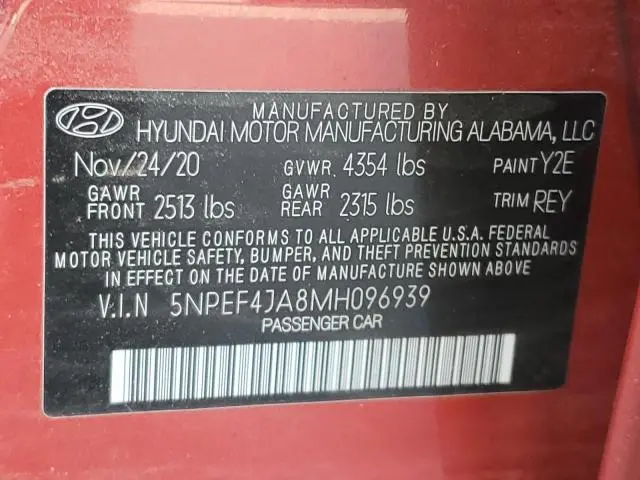 MANUFACTURED BY
HYUNDAI MOTOR MANUFACTURING ALABAMA, LLC
Nov/24/20 GVWR 4354 lbs PAINT Y2E
GAWR FRONT 2513 lbs GAWR REAR 2315 lbs TRIM REY
THIS VEHICLE CONFORMS TO ALL APPLICABLE U.S.A. FEDERAL
MOTOR VEHICLE SAFETY, BUMPER, AND THEFT PREVENTION STANDARDS
IN EFFECT ON THE DATE OF MANUFACTURE SHOWN ABOVE
V.I.N 5NPEF4JA8MH096939
PASSENGER CAR